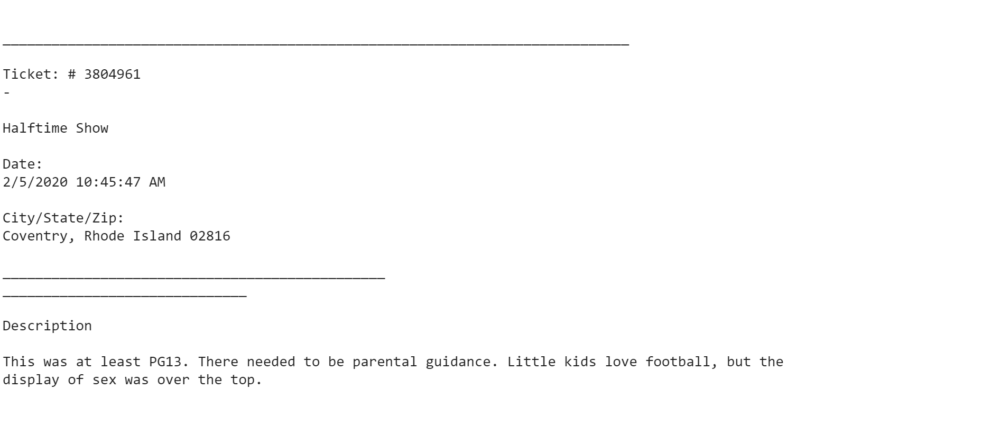 ______________________________________________________________________________
Ticket: # 3804961
-
Halftime Show
Date:
2/5/2020 10:45:47 AM
City/State/Zip:
Coventry, Rhode Island 02816
_______________________________________________
______________________________
Description
This was at least PG13. There needed to be parental guidance. Little kids love football, but the
display of sex was over the top.